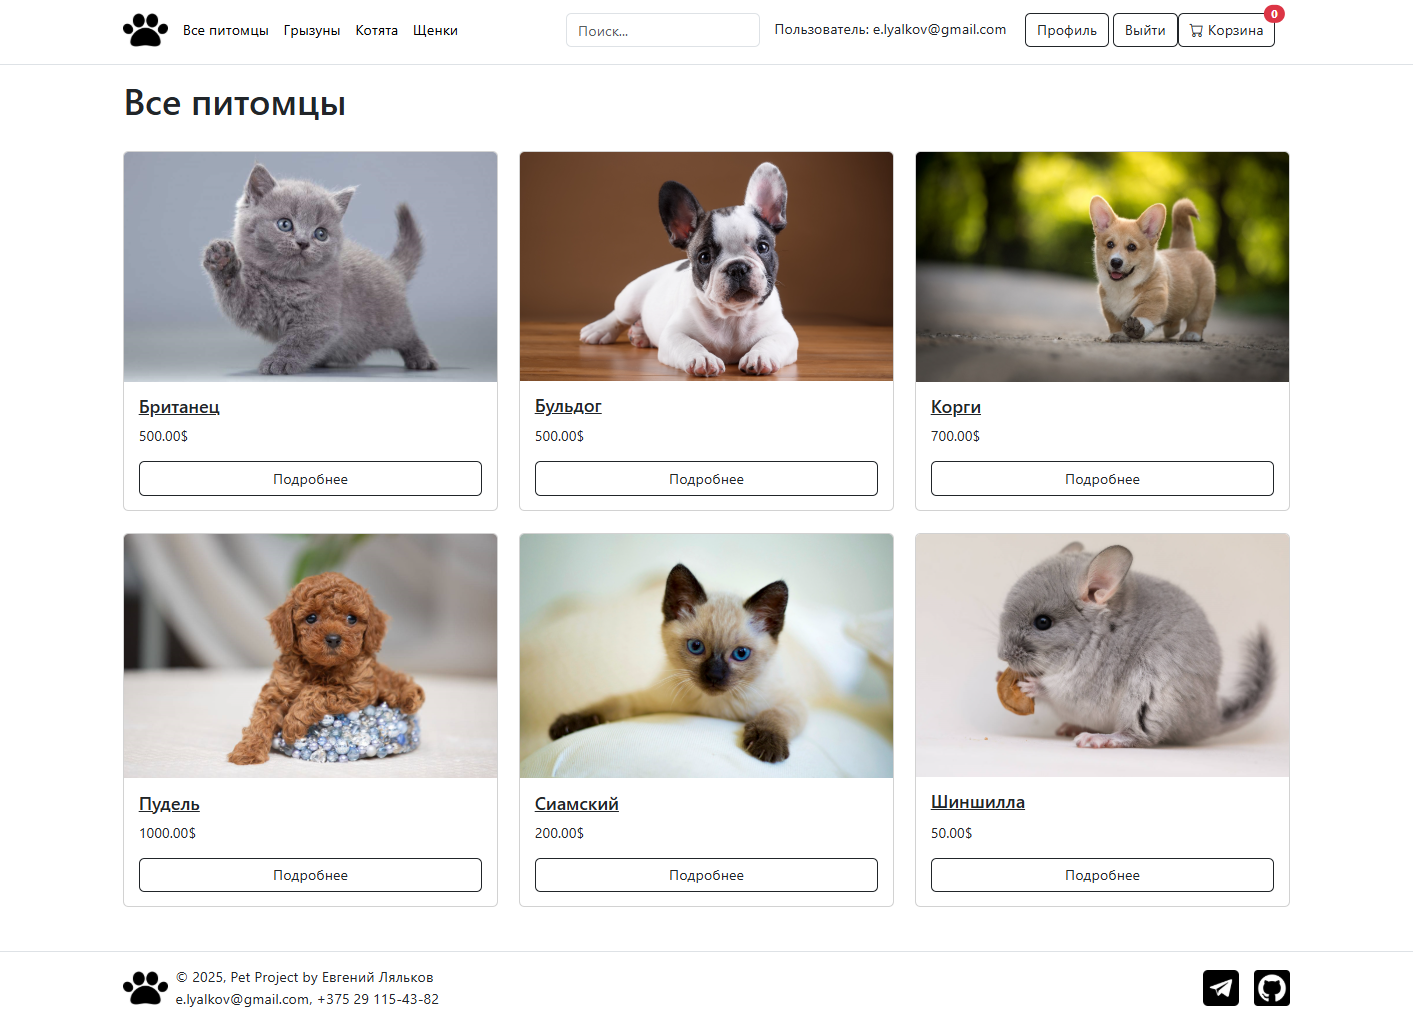 Все питомцы Грызуны Котята Щенки Поиск... Пользователь: e.lyalkov@gmail.com Профиль Выйти Корзина 0
Все питомцы
Британец
500.00$
Подробнее
Бульдог
500.00$
Подробнее
Корги
700.00$
Подробнее
Пудель
1000.00$
Подробнее
Сиамский
200.00$
Подробнее
Шиншилла
50.00$
Подробнее
© 2025, Pet Project by Евгений Ляльков
e.lyalkov@gmail.com, +375 29 115-43-82